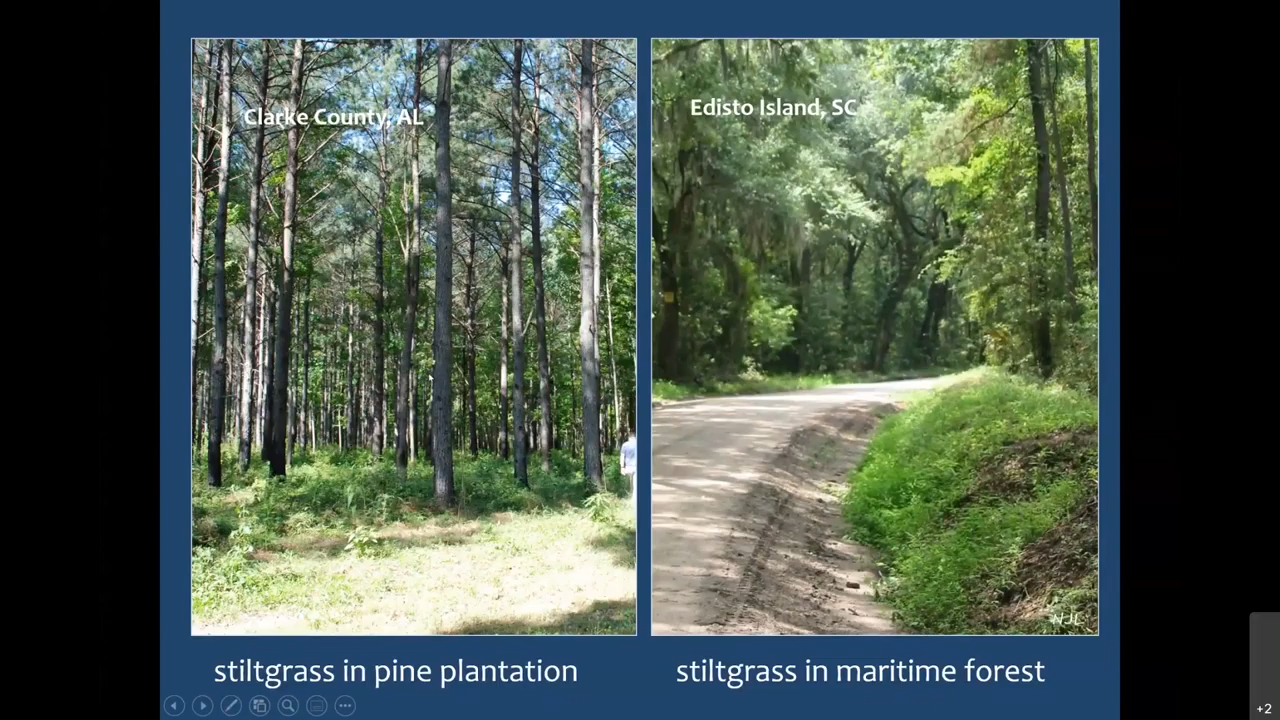 Clarke County, AL
Edisto Island, SC
NJL
stiltgrass in pine plantation
stiltgrass in maritime forest
+2